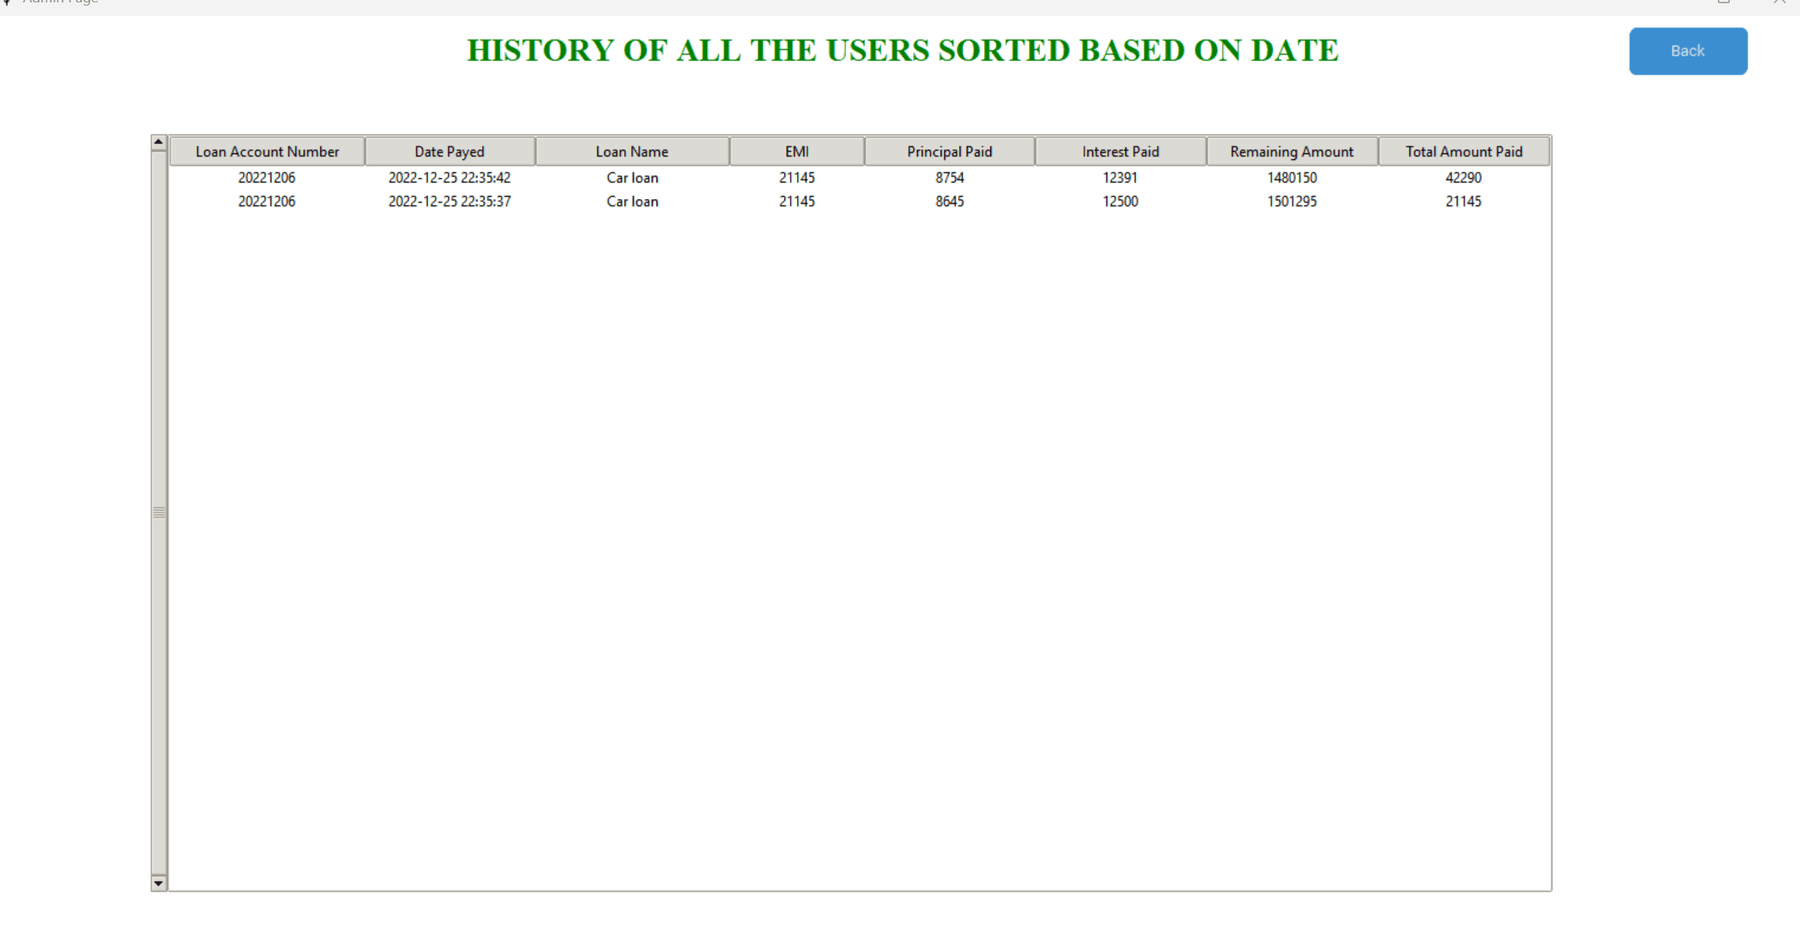 Admin Page
HISTORY OF ALL THE USERS SORTED BASED ON DATE
Back
Loan Account Number Date Payed Loan Name EMI Principal Paid Interest Paid Remaining Amount Total Amount Paid
20221206 2022-12-25 22:35:42 Car loan 21145 8754 12391 1480150 42290
20221206 2022-12-25 22:35:37 Car loan 21145 8645 12500 1501295 21145